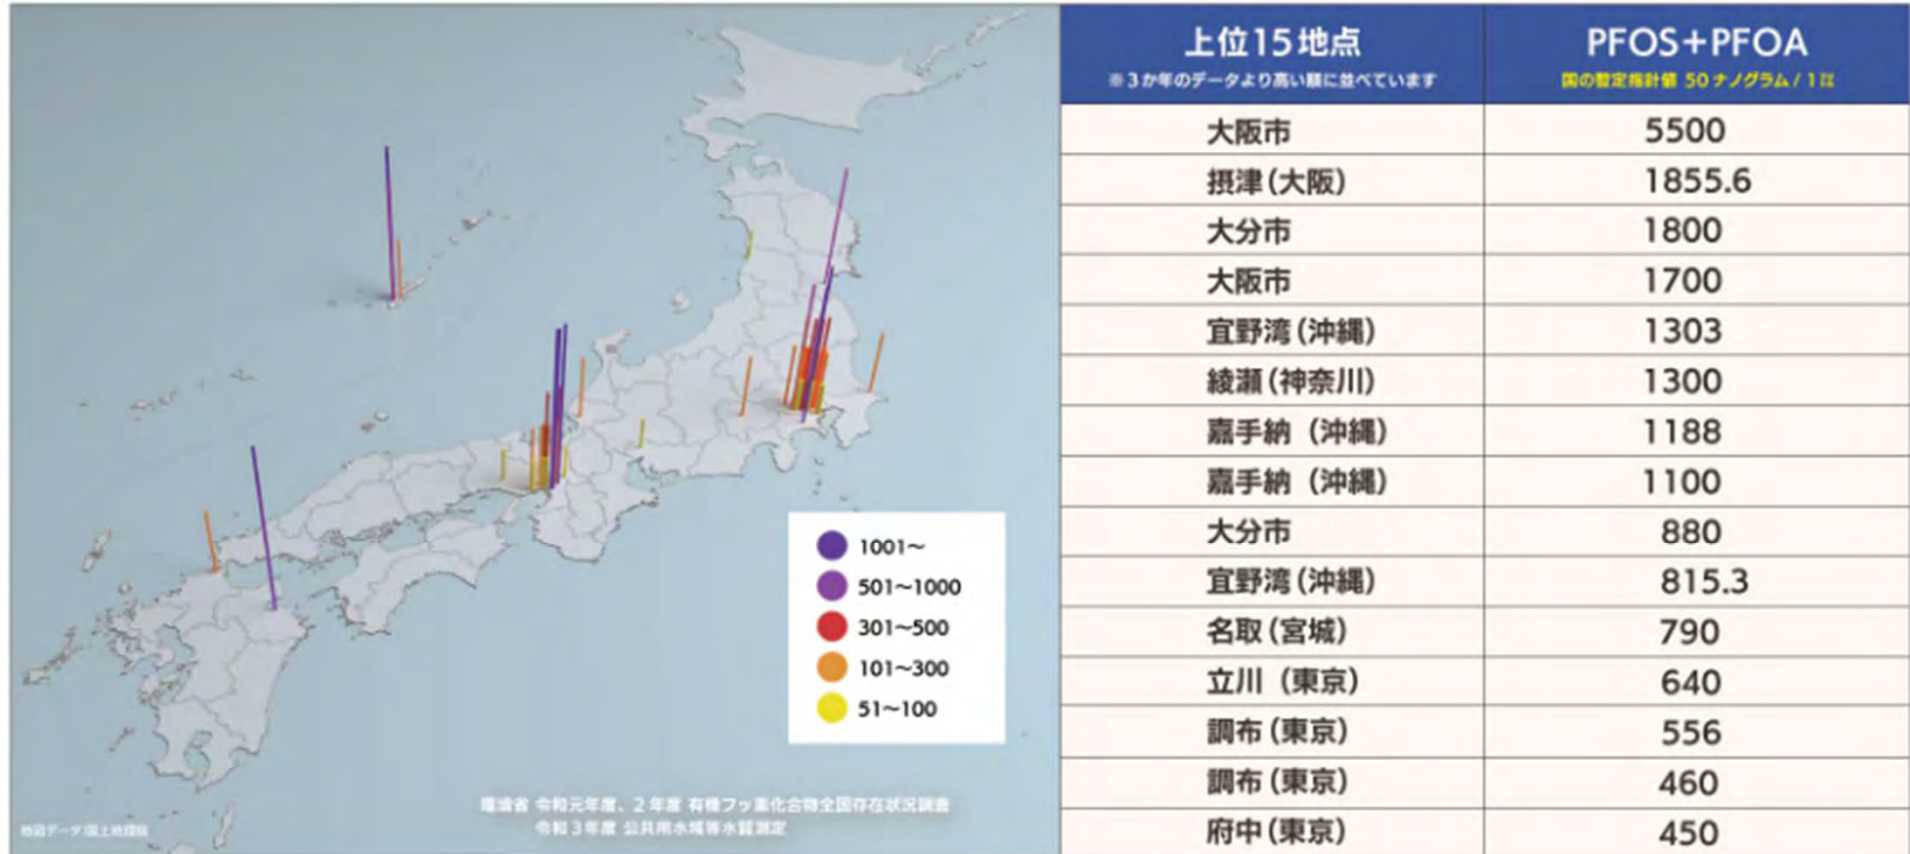 上位15地点
※3か年のデータより高い順に並べています
PFOS+PFOA
国の暫定指針値 50ナノグラム/1㍑
大阪市 5500
摂津(大阪) 1855.6
大分市 1800
大阪市 1700
宜野湾(沖縄) 1303
綾瀬(神奈川) 1300
嘉手納(沖縄) 1188
嘉手納(沖縄) 1100
大分市 880
宜野湾(沖縄) 815.3
名取(宮城) 790
立川(東京) 640
調布(東京) 556
調布(東京) 460
府中(東京) 450
1001～
501～1000
301～500
101～300
51～100
環境省 令和元年度、2年度 有機フッ素化合物全国存在状況調査
令和3年度 公共用水域等水質測定
地図データ:国土地理院